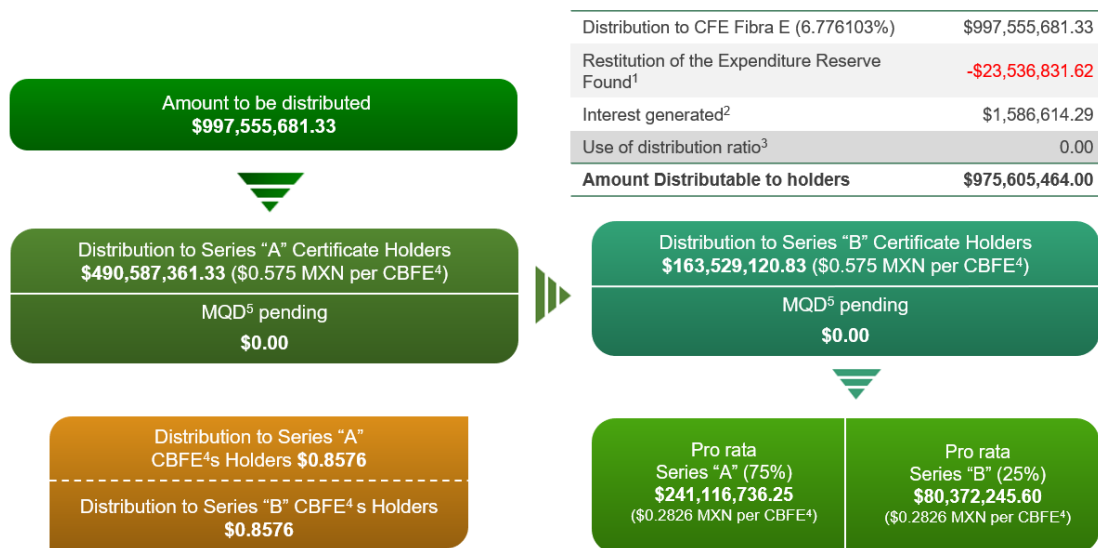 Distribution to CFE Fibra E (6.776103%) $997,555,681.33
Restitution of the Expenditure Reserve
Found¹ -$23,536,831.62
Interest generated² $1,586,614.29
Use of distribution ratio³ 0.00
Amount Distributable to holders $975,605,464.00
Amount to be distributed
$997,555,681.33
Distribution to Series “A” Certificate Holders
$490,587,361.33 ($0.575 MXN per CBFE⁴)
MQD⁵ pending
$0.00
Distribution to Series “B” Certificate Holders
$163,529,120.83 ($0.575 MXN per CBFE⁴)
MQD⁵ pending
$0.00
Distribution to Series “A”
CBFE⁴s Holders $0.8576
Distribution to Series “B” CBFE⁴ s Holders
$0.8576
Pro rata
Series “A” (75%)
$241,116,736.25
($0.2826 MXN per CBFE⁴)
Pro rata
Series “B” (25%)
$80,372,245.60
($0.2826 MXN per CBFE⁴)